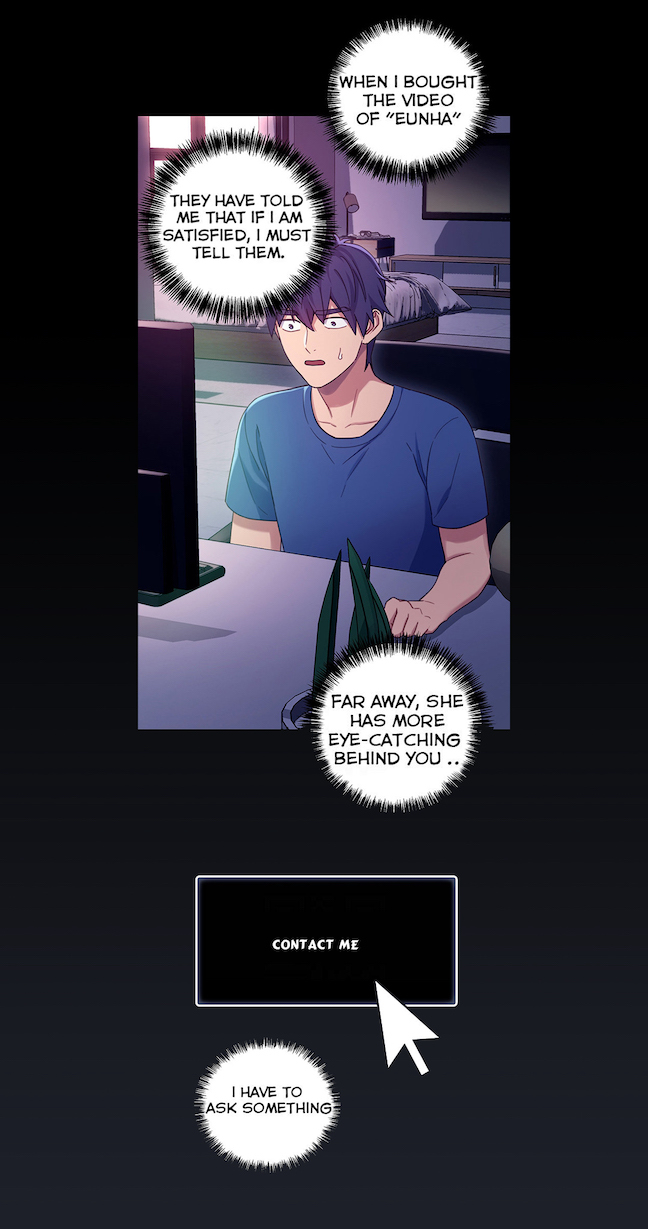 WHEN I BOUGHT
THE VIDEO
OF "EUNHA"
THEY HAVE TOLD
ME THAT IF I AM
SATISFIED, I MUST
TELL THEM.
FAR AWAY, SHE
HAS MORE
EYE-CATCHING
BEHIND YOU ..
CONTACT ME
I HAVE TO
ASK SOMETHING